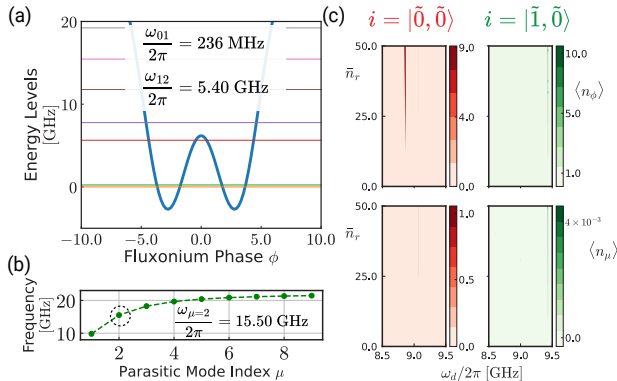 (a)
ω01/2π = 236 MHz
ω12/2π = 5.40 GHz
Energy Levels
[GHz]
10
0
−10.0 −5.0 0.0 5.0 10.0
Fluxonium Phase ϕ
(b)
Frequency
[GHz]
20
10
ωμ=2/2π = 15.50 GHz
2 4 6 8
Parasitic Mode Index μ
(c)
i = |0̃, 0̃⟩ i = |1̃, 0̃⟩
n̄r
50.0
25.0
0.0
9.0
4.0
0.0
10.0
5.0
1.0
⟨nϕ⟩
n̄r
50.0
25.0
0.0
1.0
0.5
0.0
4 × 10⁻³
0.0
⟨nμ⟩
8.5 9.5 8.5 9.5
ωd/2π [GHz]